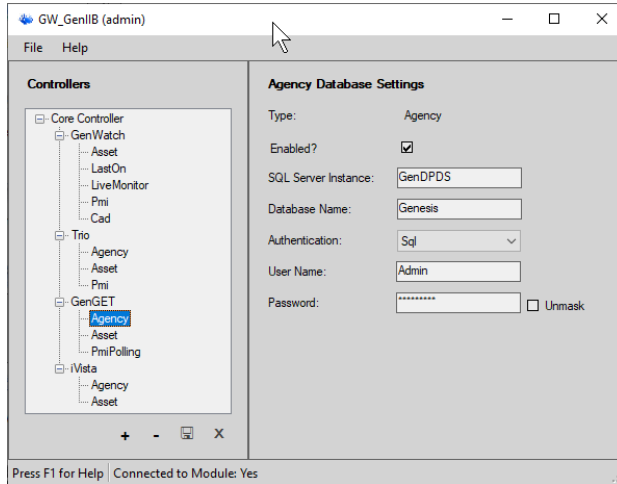 GW_GenIIB (admin)
File Help
Controllers
Core Controller
GenWatch
Asset
LastOn
LiveMonitor
Pmi
Cad
Trio
Agency
Asset
Pmi
GenGET
Agency
Asset
PmiPolling
iVista
Agency
Asset
+ - X
Agency Database Settings
Type: Agency
Enabled?
SQL Server Instance: GenDPDS
Database Name: Genesis
Authentication: Sql
User Name: Admin
Password: ********* Unmask
Press F1 for Help Connected to Module: Yes